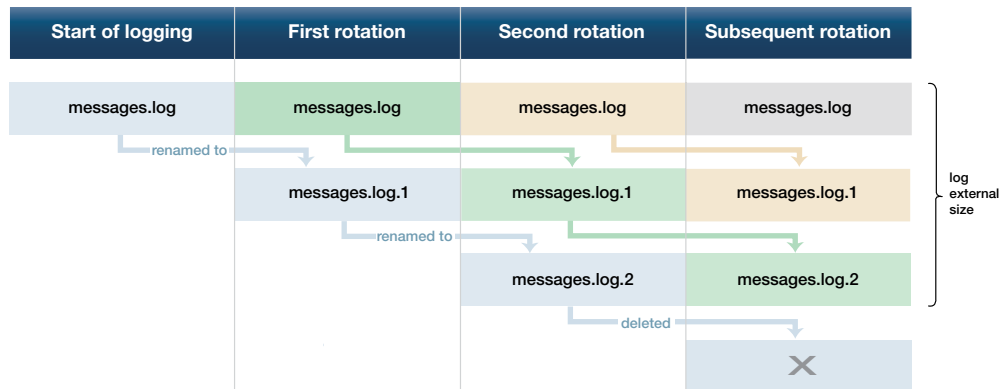 Start of logging
First rotation
Second rotation
Subsequent rotation
messages.log
messages.log
messages.log
messages.log
renamed to
messages.log.1
messages.log.1
messages.log.1
log
external
size
renamed to
messages.log.2
messages.log.2
deleted
X